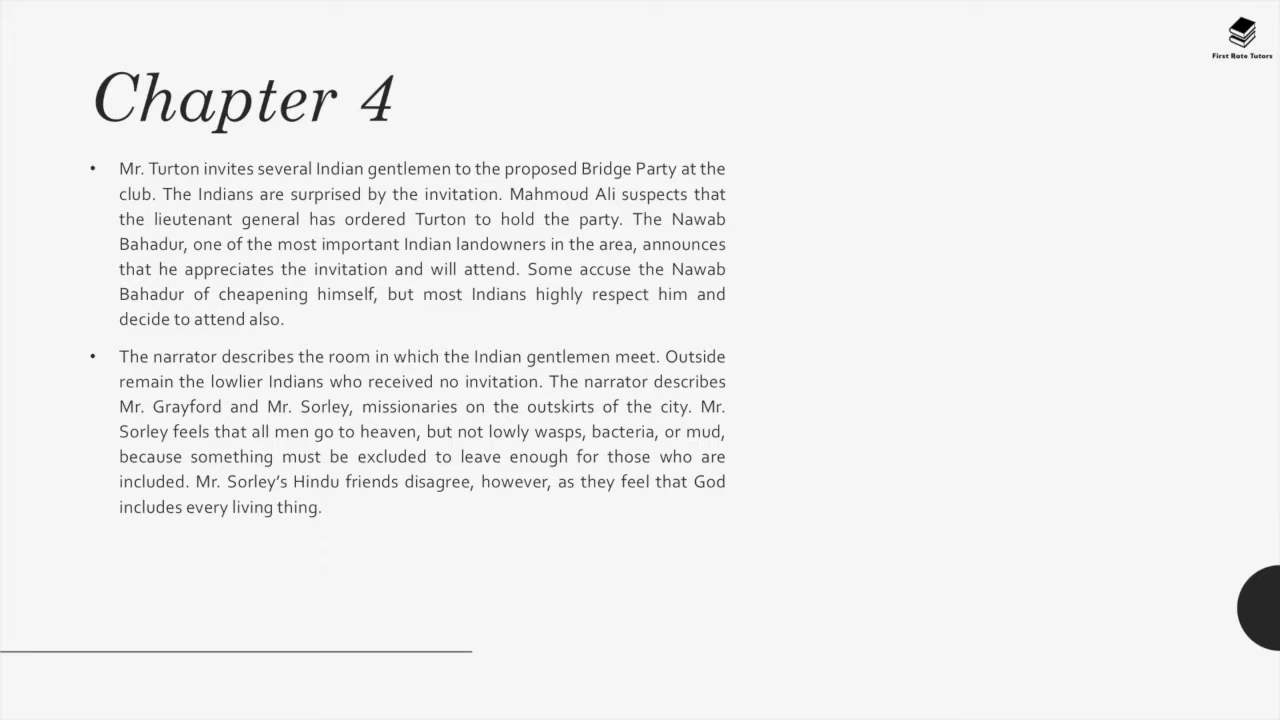 First Rate Tutors
Chapter 4
• Mr. Turton invites several Indian gentlemen to the proposed Bridge Party at the
club. The Indians are surprised by the invitation. Mahmoud Ali suspects that
the lieutenant general has ordered Turton to hold the party. The Nawab
Bahadur, one of the most important Indian landowners in the area, announces
that he appreciates the invitation and will attend. Some accuse the Nawab
Bahadur of cheapening himself, but most Indians highly respect him and
decide to attend also.
• The narrator describes the room in which the Indian gentlemen meet. Outside
remain the lowlier Indians who received no invitation. The narrator describes
Mr. Grayford and Mr. Sorley, missionaries on the outskirts of the city. Mr.
Sorley feels that all men go to heaven, but not lowly wasps, bacteria, or mud,
because something must be excluded to leave enough for those who are
included. Mr. Sorley’s Hindu friends disagree, however, as they feel that God
includes every living thing.